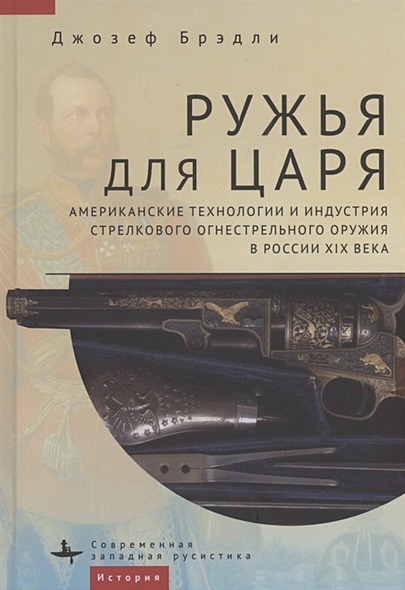 Джозеф Брэдли
РУЖЬЯ
ДЛЯ ЦАРЯ
АМЕРИКАНСКИЕ ТЕХНОЛОГИИ И ИНДУСТРИЯ
СТРЕЛКОВОГО ОГНЕСТРЕЛЬНОГО ОРУЖИЯ
В РОССИИ XIX ВЕКА
Современная
западная русистика
История